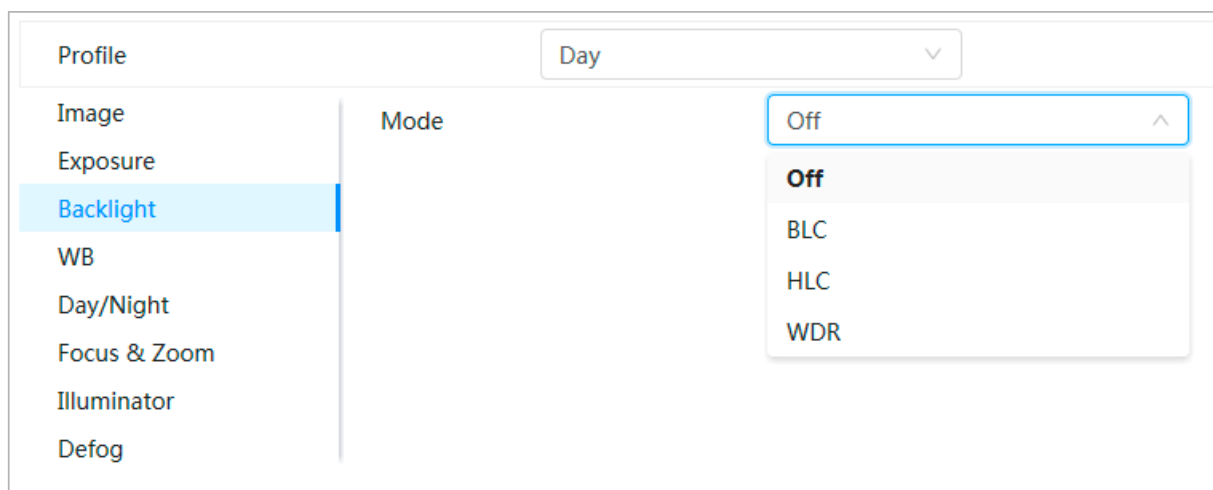 Profile
Day
Image
Exposure
Backlight
WB
Day/Night
Focus & Zoom
Illuminator
Defog
Mode
Off
Off
BLC
HLC
WDR